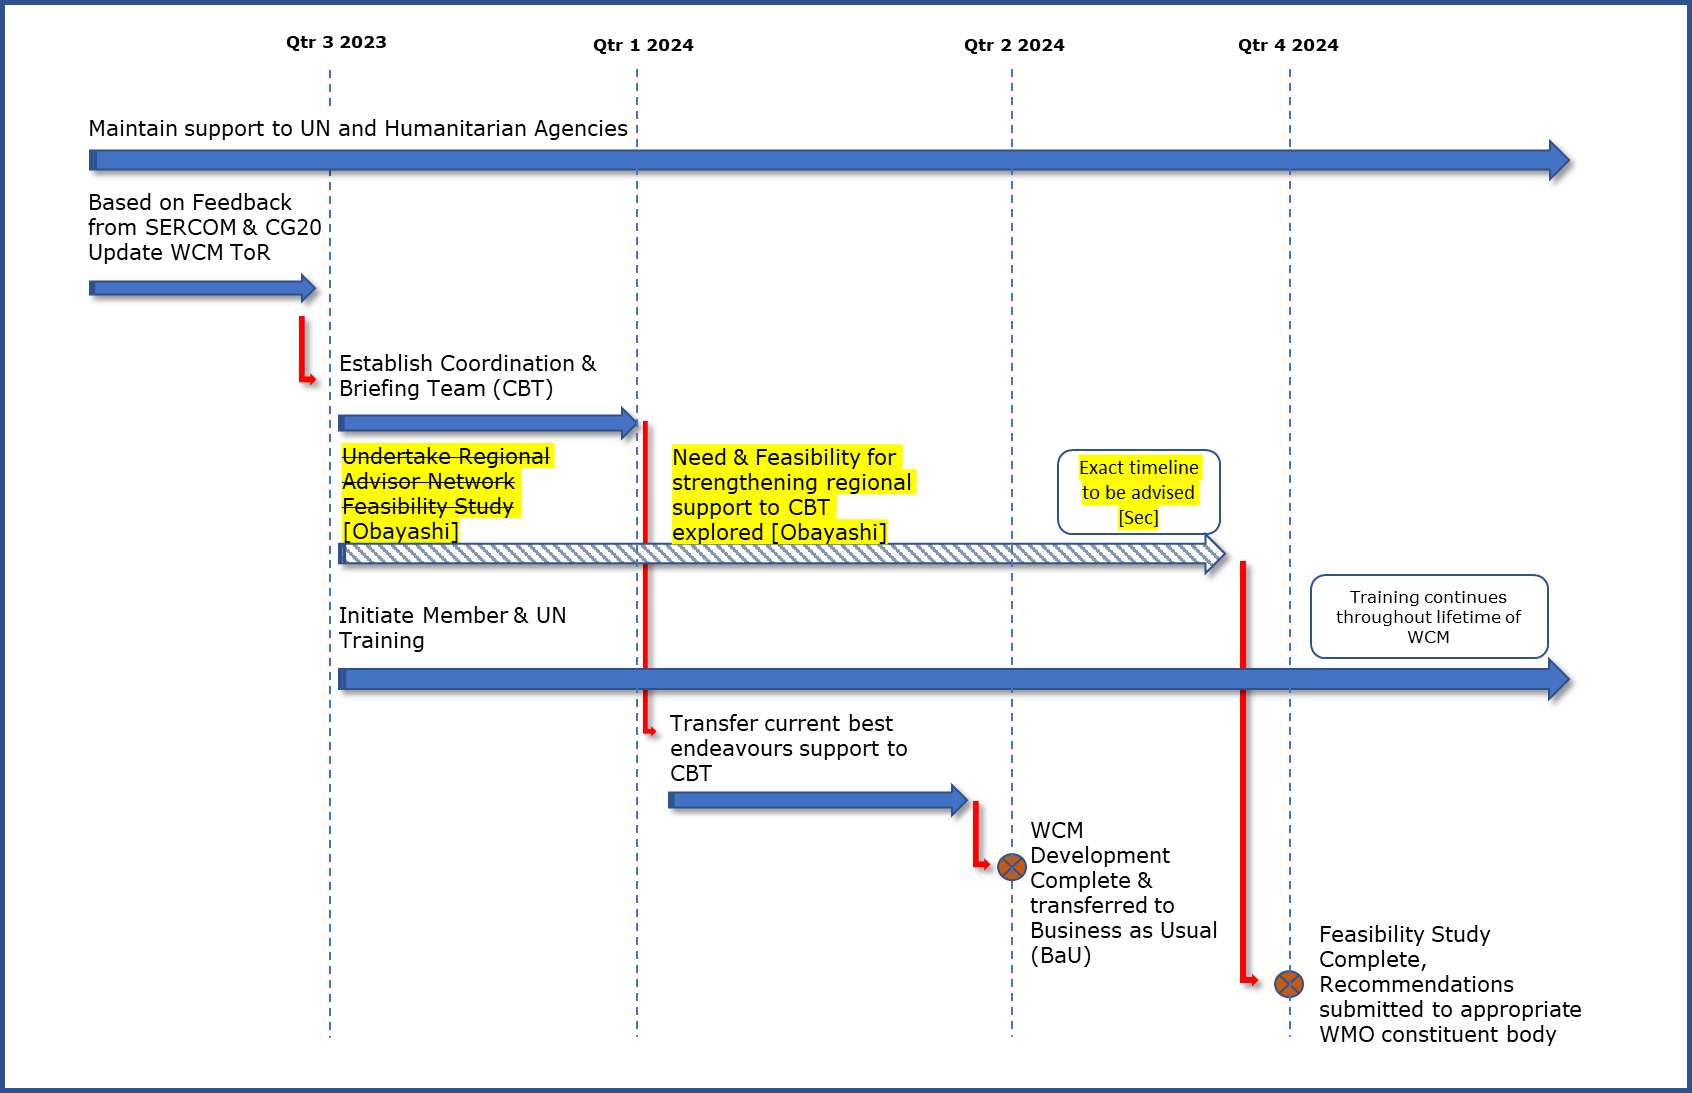 Qtr 3 2023
Qtr 1 2024
Qtr 2 2024
Qtr 4 2024
Maintain support to UN and Humanitarian Agencies
Based on Feedback
from SERCOM & CG20
Update WCM ToR
Establish Coordination &
Briefing Team (CBT)
Undertake Regional
Advisor Network
Feasibility Study
[Obayashi]
Need & Feasibility for
strengthening regional
support to CBT
explored [Obayashi]
Exact timeline
to be advised
[Sec]
Initiate Member & UN
Training
Training continues
throughout lifetime of
WCM
Transfer current best
endeavours support to
CBT
WCM
Development
Complete &
transferred to
Business as Usual
(BaU)
Feasibility Study
Complete,
Recommendations
submitted to appropriate
WMO constituent body